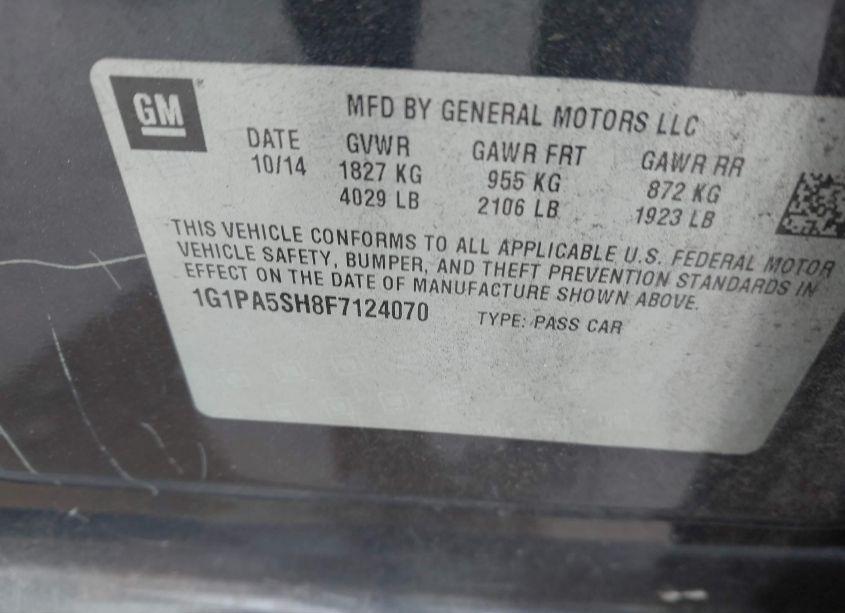 GM
MFD BY GENERAL MOTORS LLC
DATE GVWR GAWR FRT GAWR RR
10/14 1827 KG 955 KG 872 KG
4029 LB 2106 LB 1923 LB
THIS VEHICLE CONFORMS TO ALL APPLICABLE U.S. FEDERAL MOTOR
VEHICLE SAFETY, BUMPER, AND THEFT PREVENTION STANDARDS IN
EFFECT ON THE DATE OF MANUFACTURE SHOWN ABOVE.
1G1PA5SH8F7124070 TYPE: PASS CAR